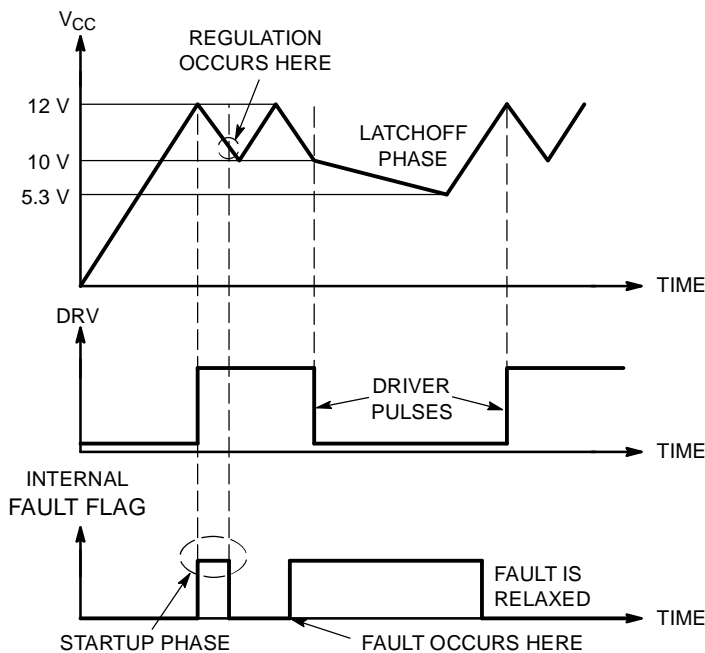 VCC
REGULATION
OCCURS HERE
12 V
LATCHOFF
PHASE
10 V
5.3 V
TIME
DRV
DRIVER
PULSES
TIME
INTERNAL
FAULT FLAG
FAULT IS
RELAXED
TIME
STARTUP PHASE
FAULT OCCURS HERE